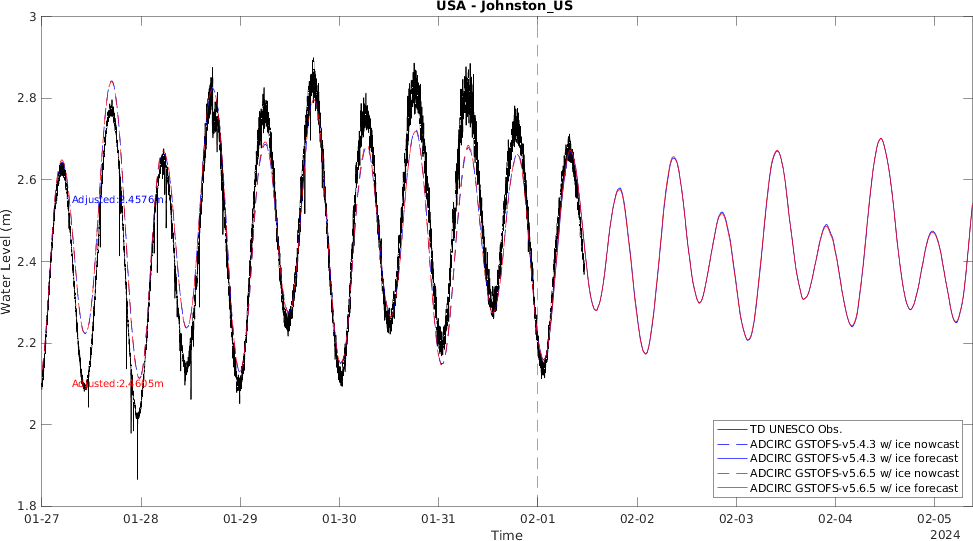 USA - Johnston_US
3
2.8
2.6
2.4
2.2
2
1.8
Water Level (m)
Adjusted:2.4576m
Adjusted:2.4605m
TD UNESCO Obs.
ADCIRC GSTOFS-v5.4.3 w/ ice nowcast
ADCIRC GSTOFS-v5.4.3 w/ ice forecast
ADCIRC GSTOFS-v5.6.5 w/ ice nowcast
ADCIRC GSTOFS-v5.6.5 w/ ice forecast
01-27 01-28 01-29 01-30 01-31 02-01 02-02 02-03 02-04 02-05
Time
2024